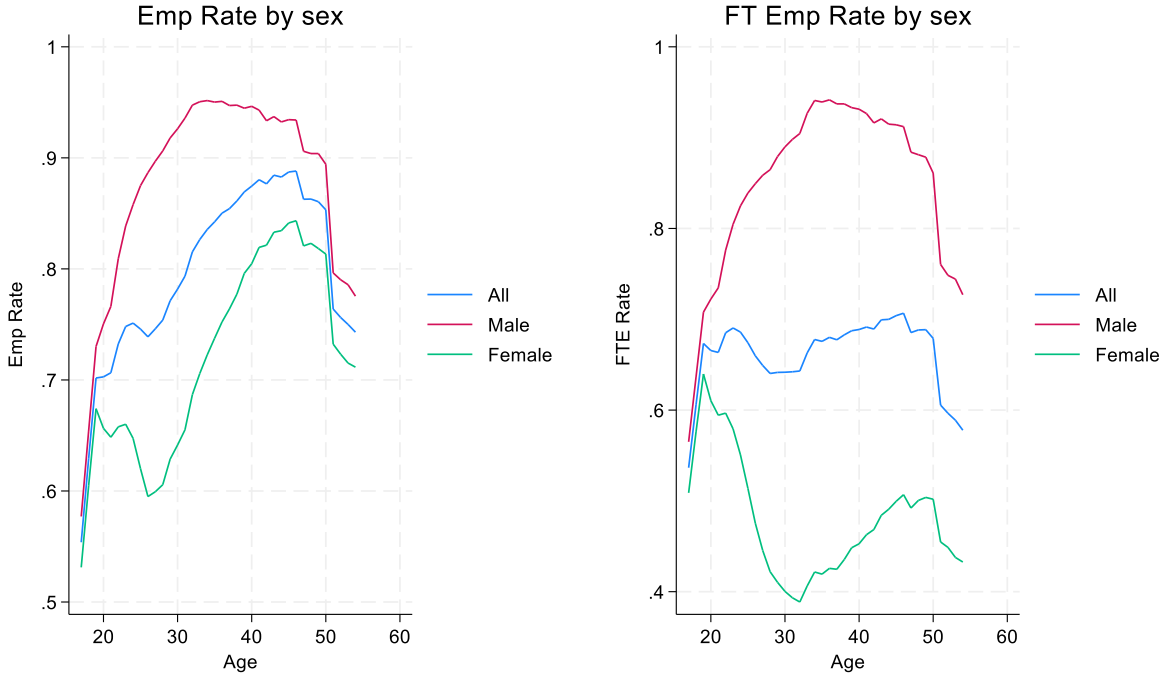 Emp Rate by sex
Emp Rate
1
.9
.8
.7
.6
.5
20 30 40 50 60
Age
All
Male
Female
FT Emp Rate by sex
FTE Rate
1
.8
.6
.4
20 30 40 50 60
Age
All
Male
Female